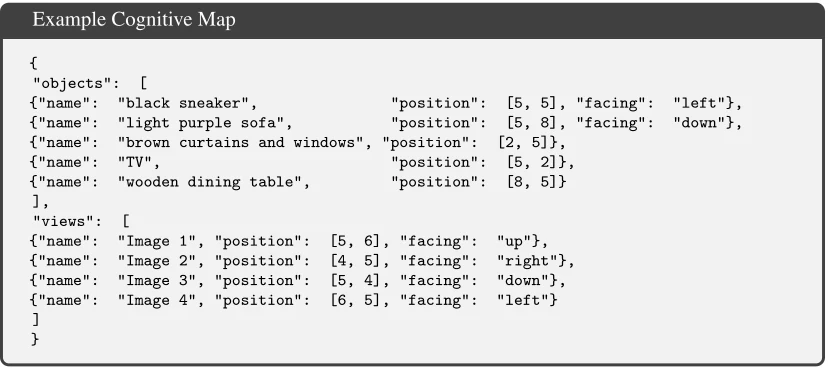 Example Cognitive Map
{
"objects": [
{"name": "black sneaker", "position": [5, 5], "facing": "left"},
{"name": "light purple sofa", "position": [5, 8], "facing": "down"},
{"name": "brown curtains and windows", "position": [2, 5]},
{"name": "TV", "position": [5, 2]},
{"name": "wooden dining table", "position": [8, 5]}
],
"views": [
{"name": "Image 1", "position": [5, 6], "facing": "up"},
{"name": "Image 2", "position": [4, 5], "facing": "right"},
{"name": "Image 3", "position": [5, 4], "facing": "down"},
{"name": "Image 4", "position": [6, 5], "facing": "left"}
]
}